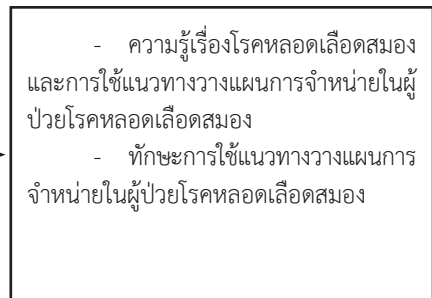 - ความรู้เรื่องโรคหลอดเลือดสมอง
และการใช้แนวทางวางแผนการจำหน่ายในผู้
ป่วยโรคหลอดเลือดสมอง
- ทักษะการใช้แนวทางวางแผนการ
จำหน่ายในผู้ป่วยโรคหลอดเลือดสมอง